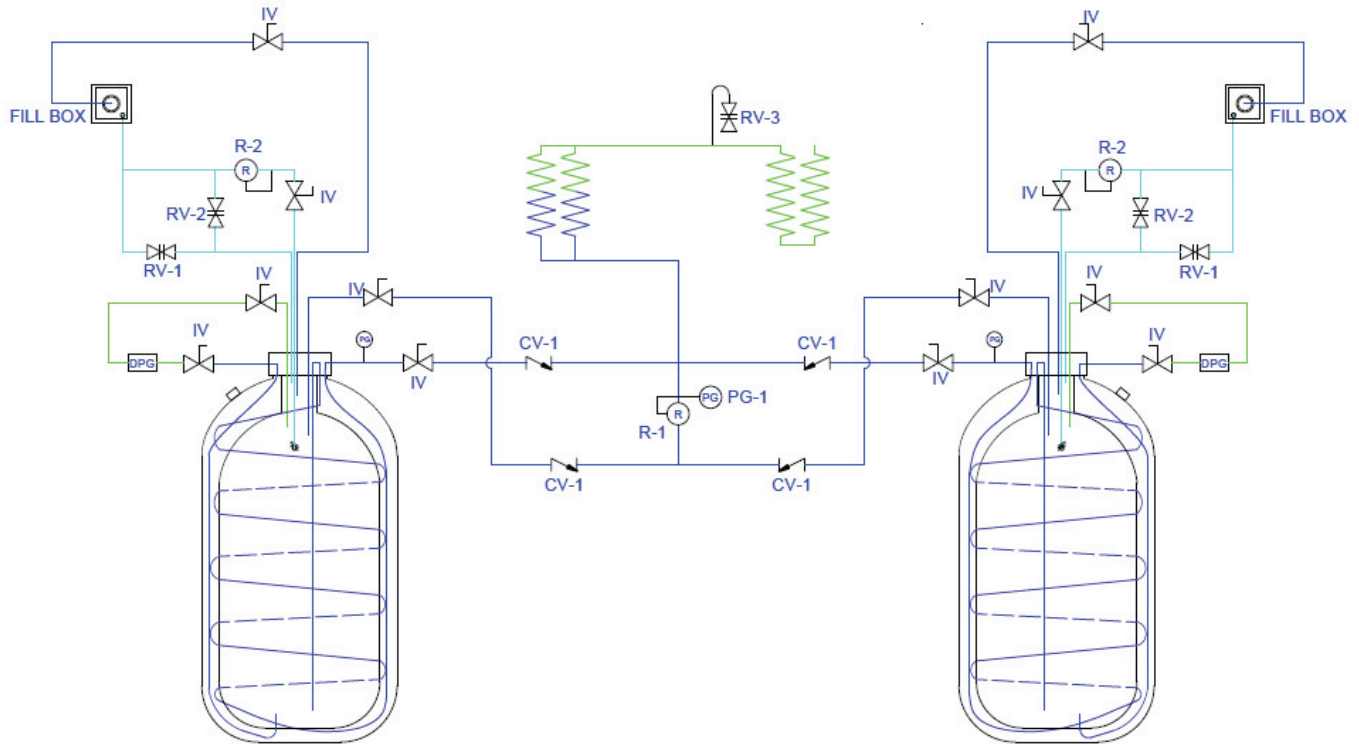 IV
IV
FILL BOX
FILL BOX
RV-3
R-2
R
R-2
R
IV
IV
RV-2
RV-2
RV-1
RV-1
IV
IV
IV
IV
IV
IV
DPG
PG
IV
CV-1
CV-1
IV
PG
DPG
PG
PG-1
R
R-1
CV-1
CV-1